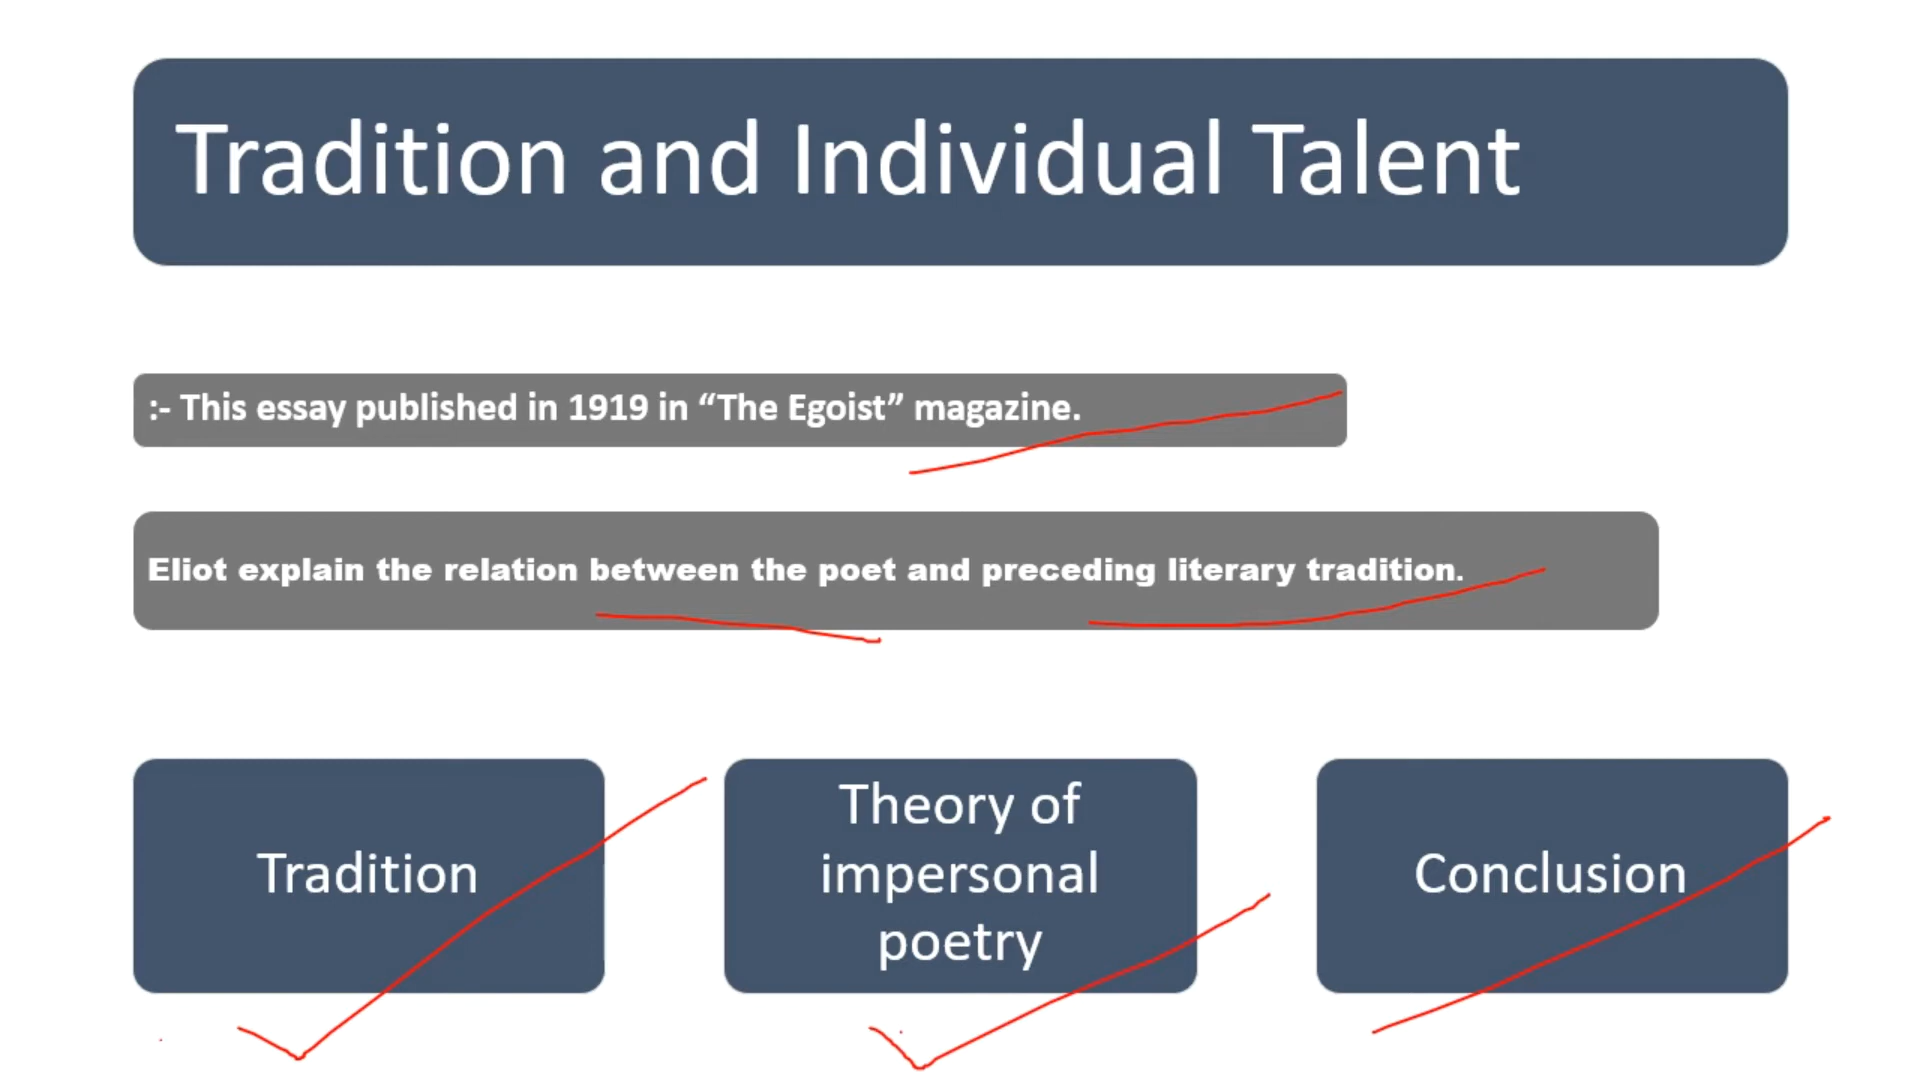 Tradition and Individual Talent
:- This essay published in 1919 in “The Egoist” magazine.
Eliot explain the relation between the poet and preceding literary tradition.
Tradition
Theory of
impersonal
poetry
Conclusion